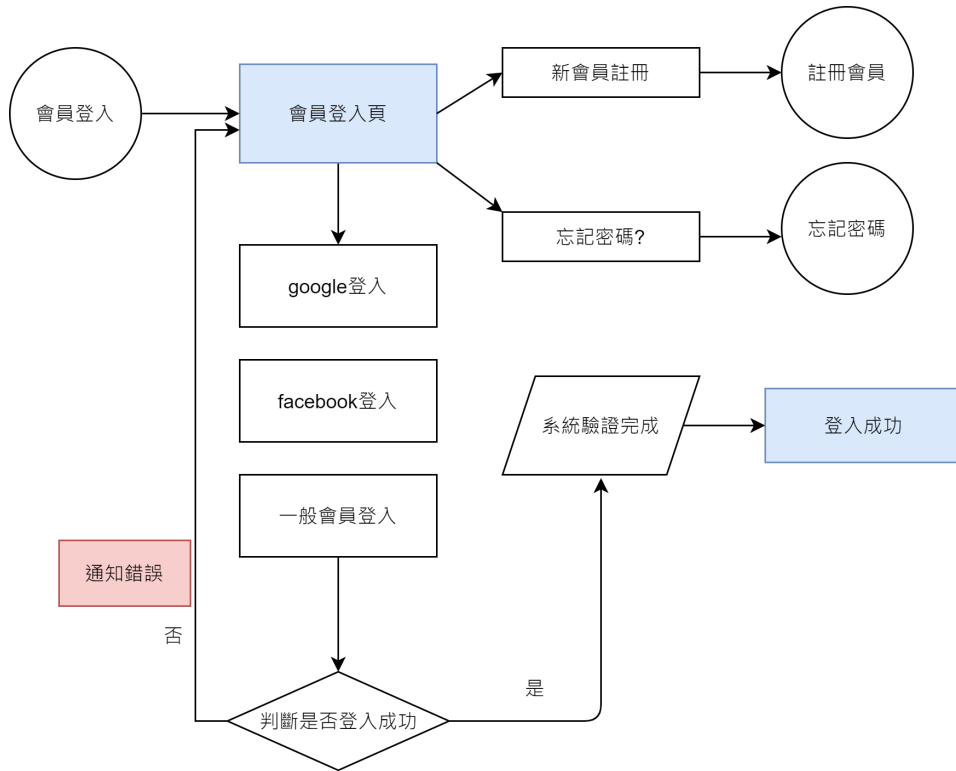 會員登入
會員登入頁
新會員註冊
註冊會員
忘記密碼?
忘記密碼
google登入
facebook登入
一般會員登入
系統驗證完成
登入成功
通知錯誤
否
是
判斷是否登入成功